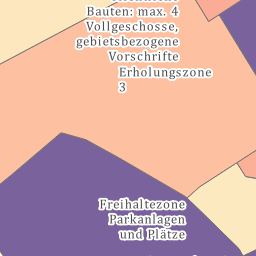 Bauten: max. 4
Vollgeschosse,
gebietsbezogene
Vorschrifte
Erholungszone
3
Freihaltezone
Parkanlagen
und Plätze